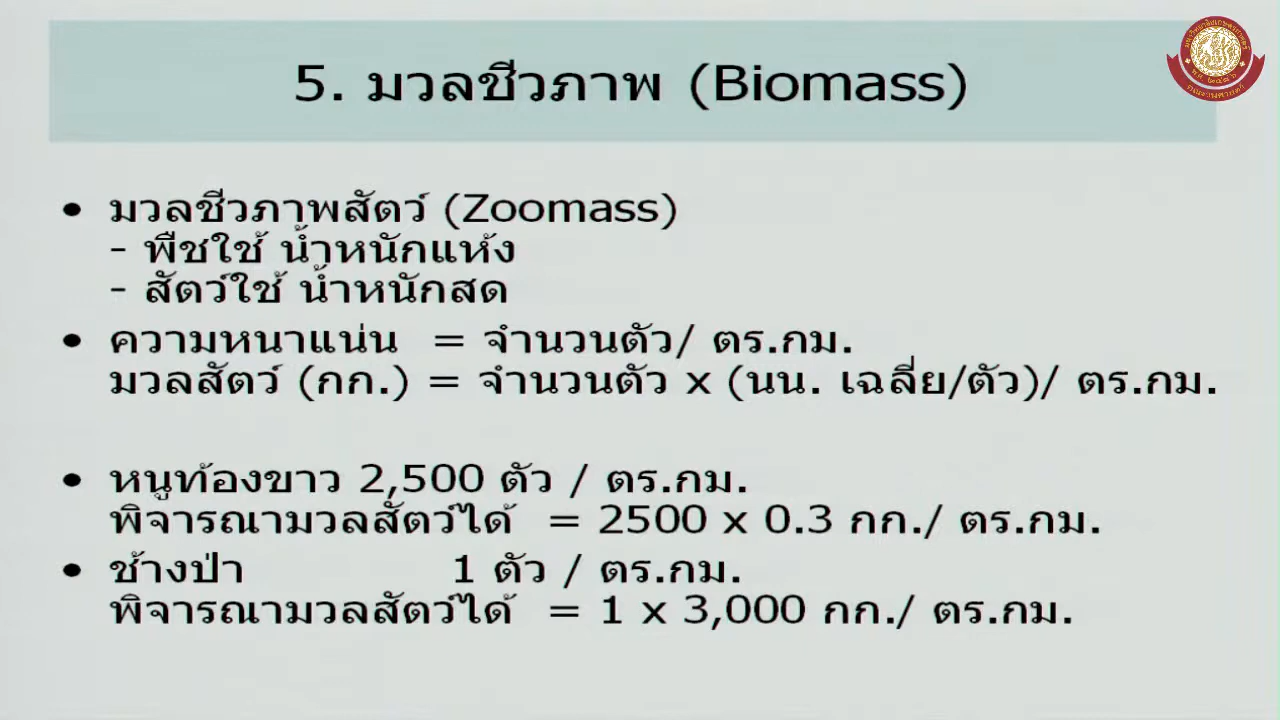 5. มวลชีวภาพ (Biomass)
• มวลชีวภาพสัตว์ (Zoomass)
- พืชใช้ น้ำหนักแห้ง
- สัตว์ใช้ น้ำหนักสด
• ความหนาแน่น = จำนวนตัว/ ตร.กม.
มวลสัตว์ (กก.) = จำนวนตัว x (นน. เฉลี่ย/ตัว)/ ตร.กม.
• หนูท้องขาว 2,500 ตัว / ตร.กม.
พิจารณามวลสัตว์ได้ = 2500 x 0.3 กก./ ตร.กม.
• ช้างป่า 1 ตัว / ตร.กม.
พิจารณามวลสัตว์ได้ = 1 x 3,000 กก./ ตร.กม.